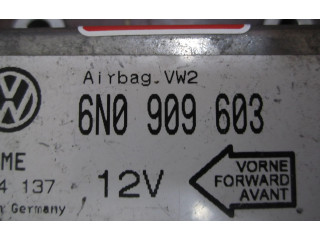 Airbag VW2
6N0 909 603
ME
4 137
12V
VORNE
FORWARD
AVANT
Germany